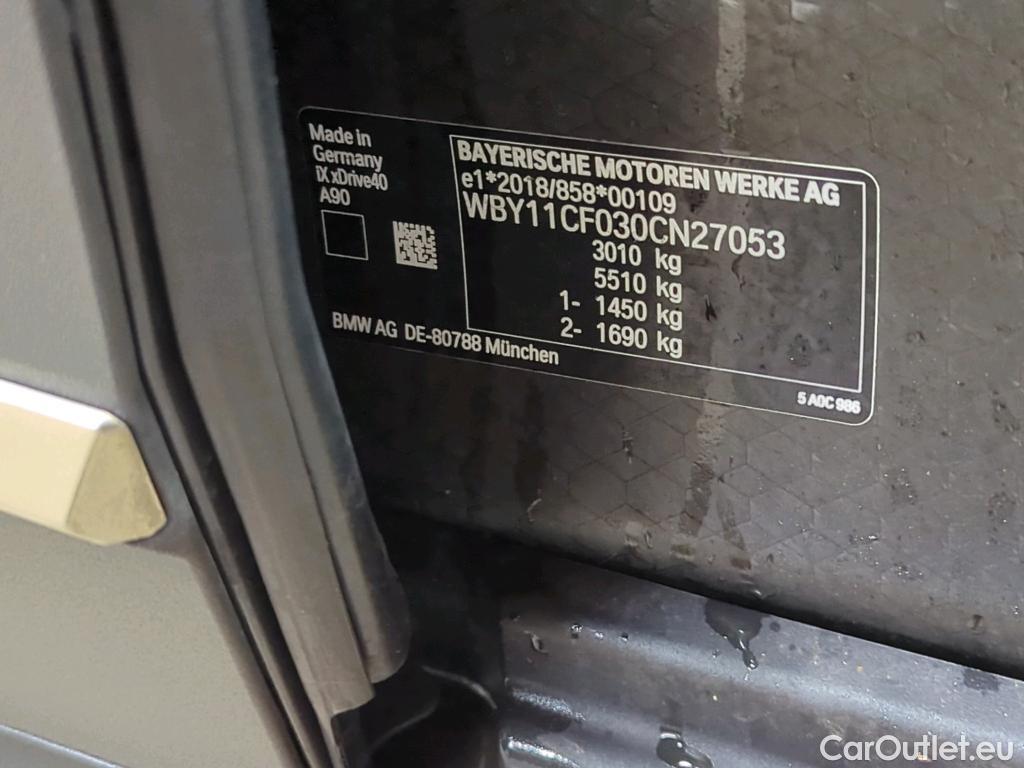 Made in
Germany
iX xDrive40
A90
BAYERISCHE MOTOREN WERKE AG
e1*2018/858*00109
WBY11CF030CN27053
3010 kg
5510 kg
1- 1450 kg
2- 1690 kg
BMW AG DE-80788 München
5 A0C 986
CarOutlet.eu